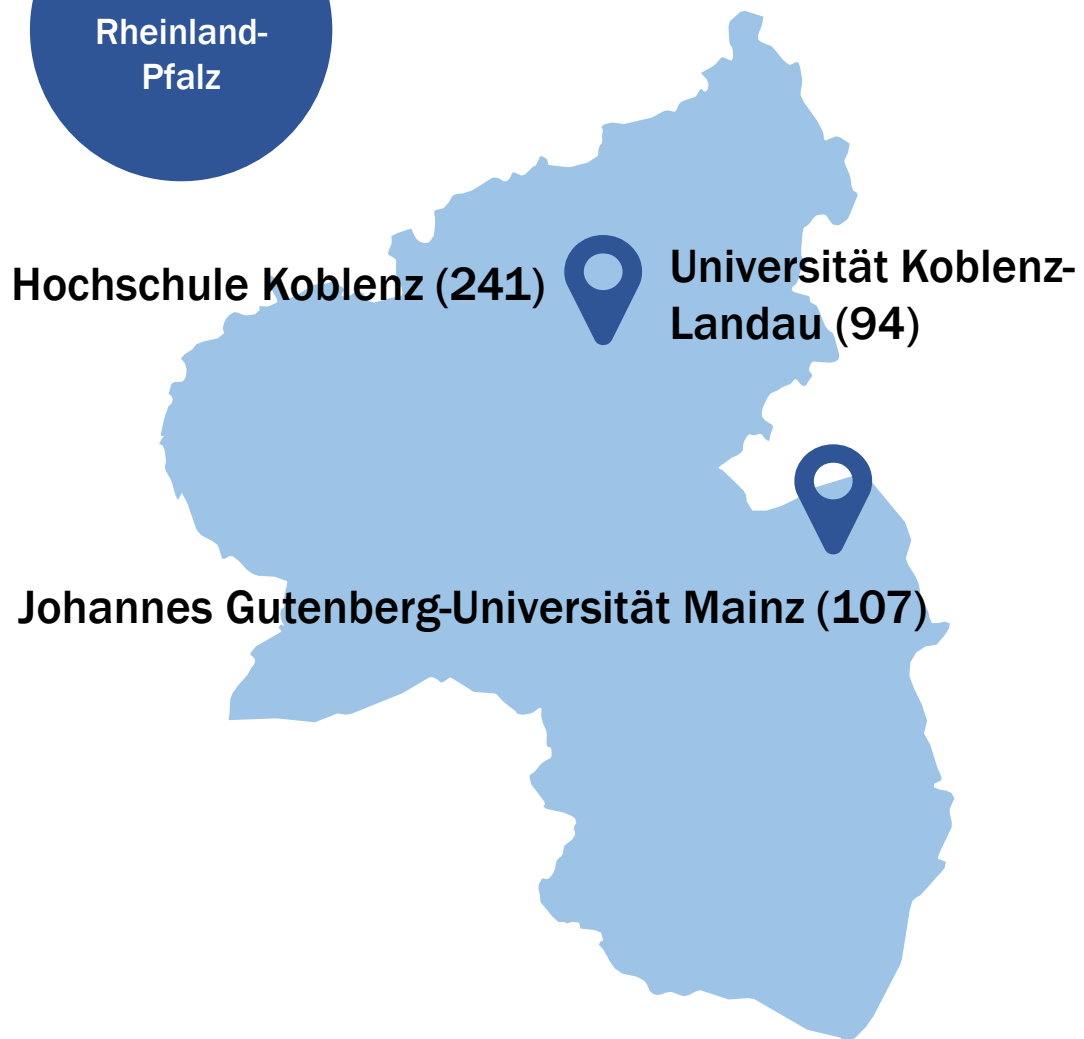 Rheinland-
Pfalz
Hochschule Koblenz (241)
Universität Koblenz-
Landau (94)
Johannes Gutenberg-Universität Mainz (107)